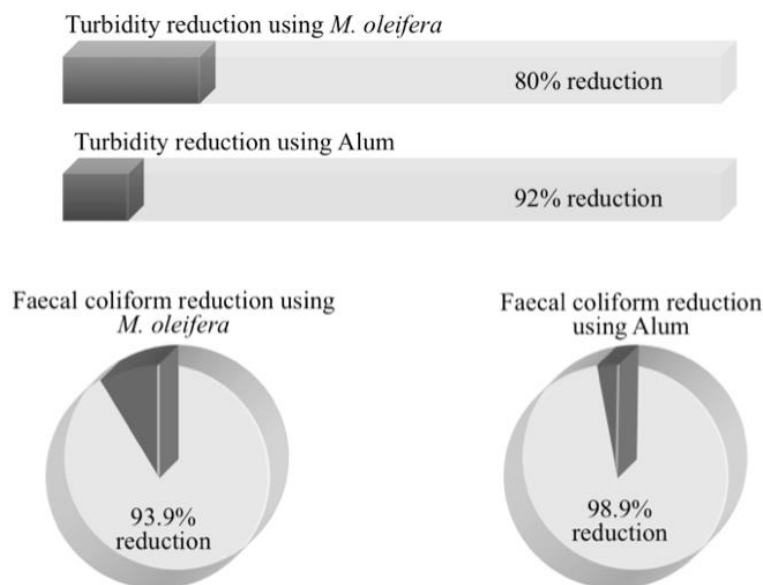 Turbidity reduction using M. oleifera
80% reduction
Turbidity reduction using Alum
92% reduction
Faecal coliform reduction using
M. oleifera
93.9%
reduction
Faecal coliform reduction
using Alum
98.9%
reduction